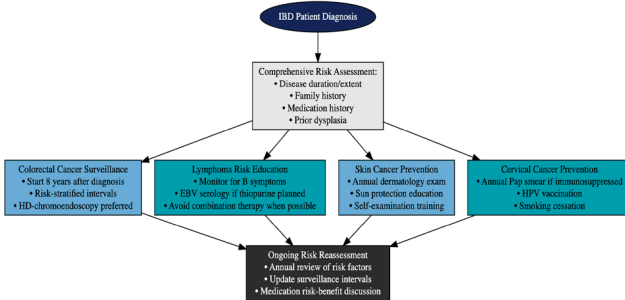 IBD Patient Diagnosis
Comprehensive Risk Assessment:
• Disease duration/extent
• Family history
• Medication history
• Prior dysplasia
Colorectal Cancer Surveillance
• Start 8 years after diagnosis
• Risk-stratified intervals
• HD-chromoendoscopy preferred
Lymphoma Risk Education
• Monitor for B symptoms
• EBV serology if thiopurine planned
• Avoid combination therapy when possible
Skin Cancer Prevention
• Annual dermatology exam
• Sun protection education
• Self-examination training
Cervical Cancer Prevention
• Annual Pap smear if immunosuppressed
• HPV vaccination
• Smoking cessation
Ongoing Risk Reassessment
• Annual review of risk factors
• Update surveillance intervals
• Medication risk-benefit discussion